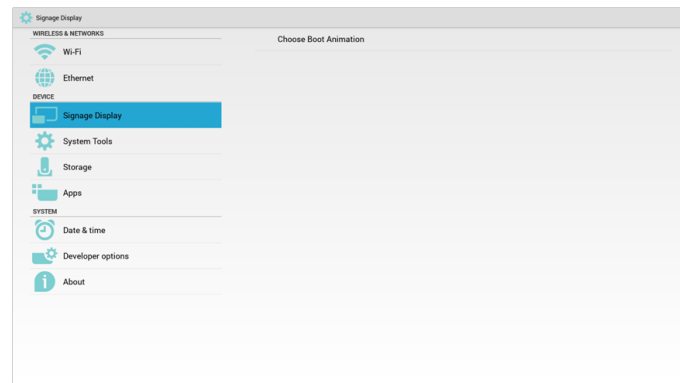 Signage Display
WIRELESS & NETWORKS
Wi-Fi
Ethernet
DEVICE
Signage Display
System Tools
Storage
Apps
SYSTEM
Date & time
Developer options
About
Choose Boot Animation